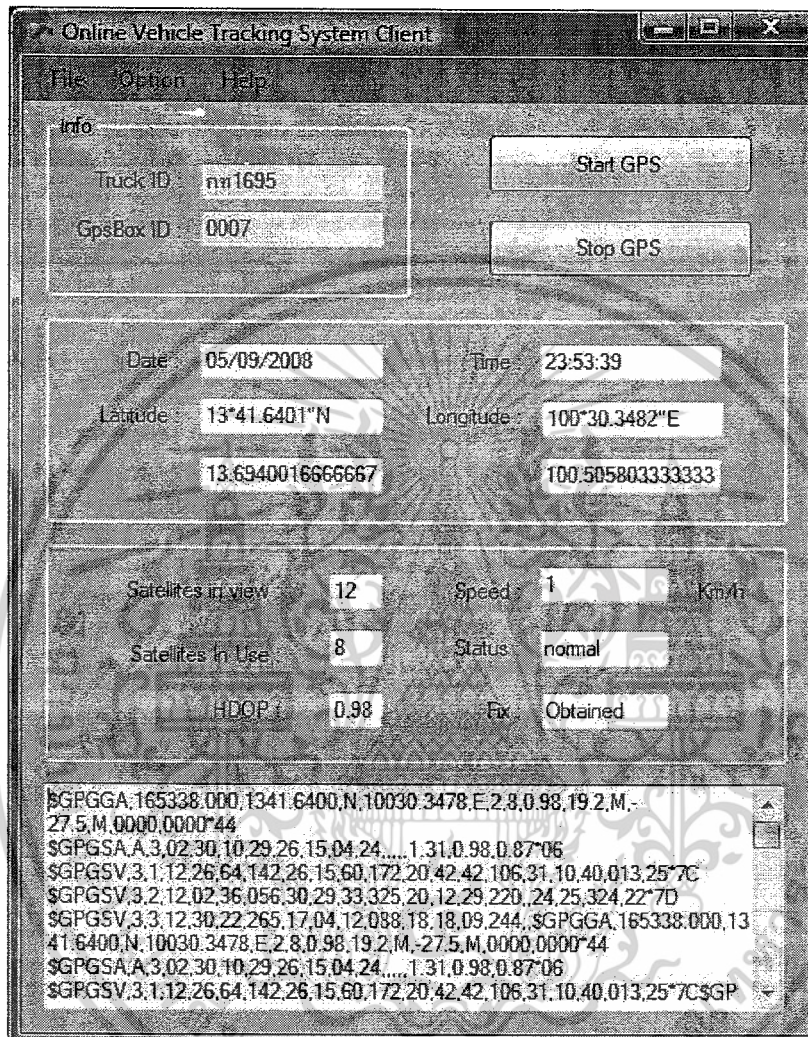 Online Vehicle Tracking System Client
File Option Help
Info
Truck ID : กก1695
GpsBox ID : 0007
Start GPS
Stop GPS
Date : 05/09/2008 Time : 23:53:39
Latitude : 13*41.6401"N Longitude : 100*30.3482"E
13.6940016666667 100.505803333333
Satellites in view : 12 Speed : 1 Km/h
Satellites In Use : 8 Status normal
HDOP : 0.98 Fix : Obtained
$GPGGA,165338.000,1341.6400,N,10030.3478,E,2,8,0.98,19.2,M,-
27.5,M,0000,0000*44
$GPGSA,A,3,02,30,10,29,26,15,04,24,,,,,1.31,0.98,0.87*06
$GPGSV,3,1,12,26,64,142,26,15,60,172,20,42,42,106,31,10,40,013,25*7C
$GPGSV,3,2,12,02,36,056,30,29,33,325,20,12,29,220,,24,25,324,22*7D
$GPGSV,3,3,12,30,22,265,17,04,12,088,18,18,09,244,,$GPGGA,165338.000,13
41.6400,N,10030.3478,E,2,8,0.98,19.2,M,-27.5,M,0000,0000*44
$GPGSA,A,3,02,30,10,29,26,15,04,24,,,,,1.31,0.98,0.87*06
$GPGSV,3,1,12,26,64,142,26,15,60,172,20,42,42,106,31,10,40,013,25*7C$GP